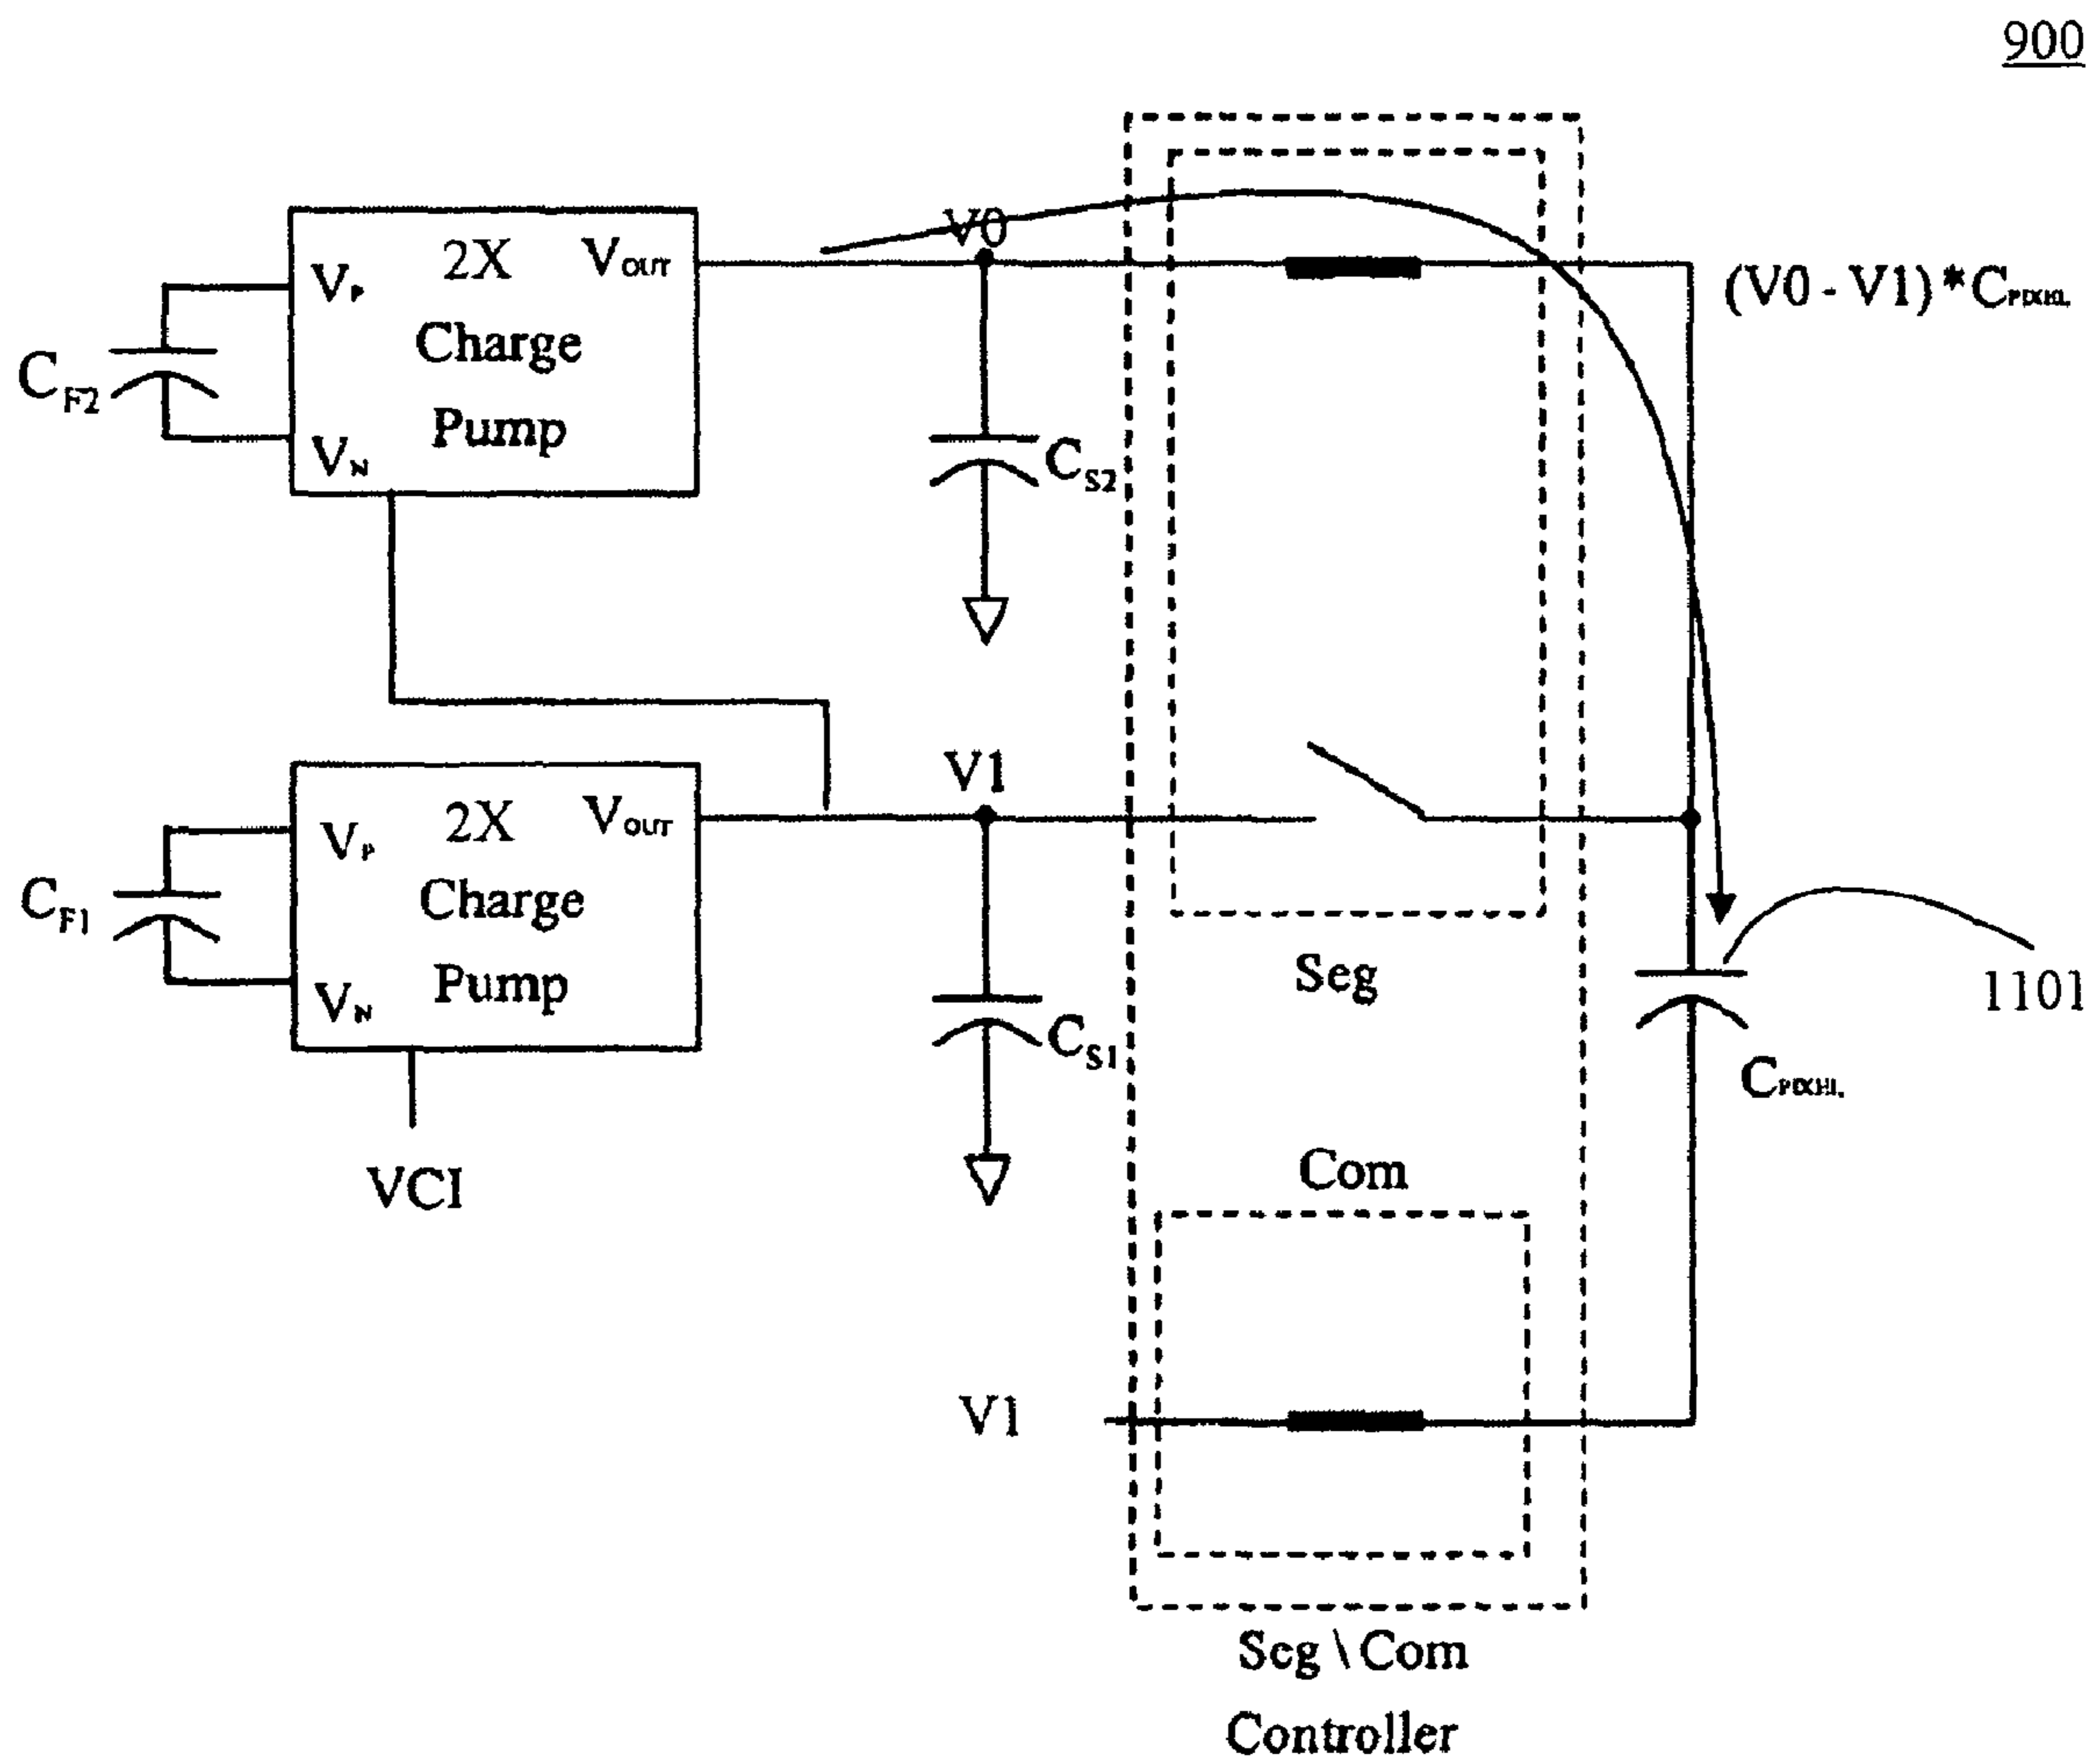 900
2X
VOUT
VP
Charge
Pump
VN
CF2
V0
CS2
(V0 - V1) * CPIXEL
2X
VOUT
VP
Charge
Pump
VN
CF1
VCI
V1
CS1
Seg
1101
CPIXEL
Com
V1
Seg \ Com
Controller